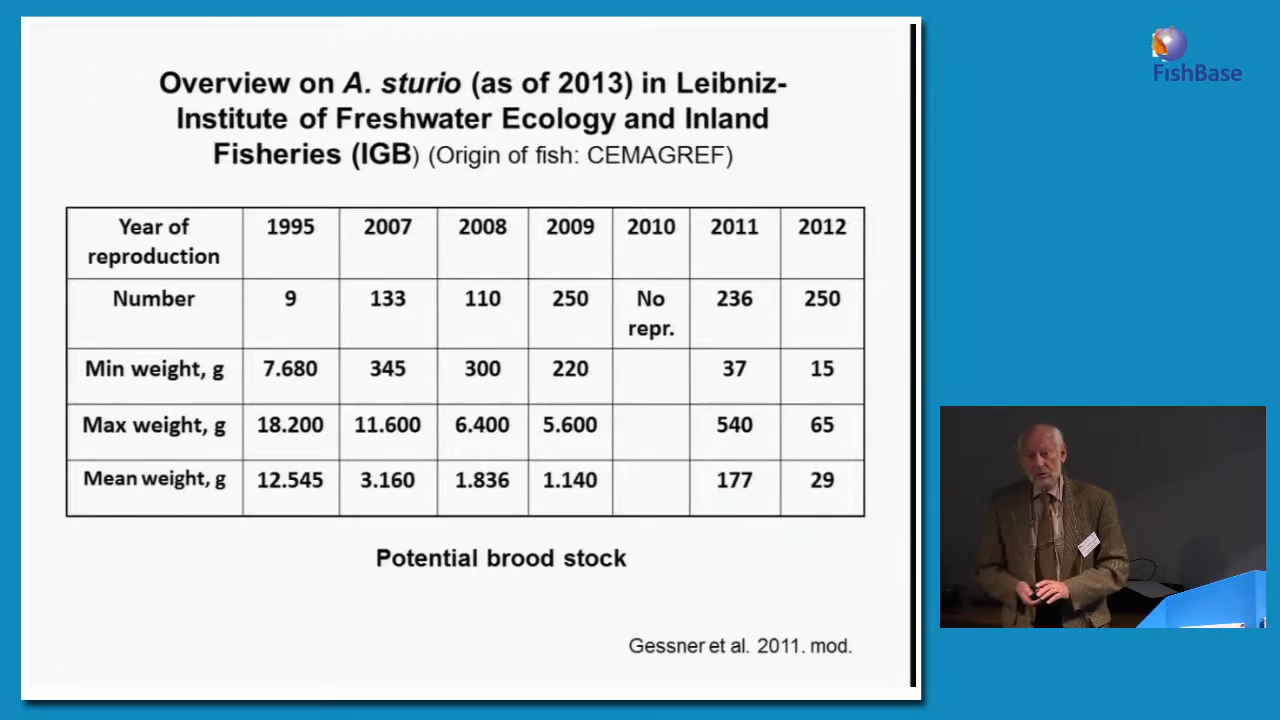 FishBase
Overview on A. sturio (as of 2013) in Leibniz-
Institute of Freshwater Ecology and Inland
Fisheries (IGB) (Origin of fish: CEMAGREF)
Year of reproduction 1995 2007 2008 2009 2010 2011 2012
Number 9 133 110 250 No repr. 236 250
Min weight, g 7.680 345 300 220 37 15
Max weight, g 18.200 11.600 6.400 5.600 540 65
Mean weight, g 12.545 3.160 1.836 1.140 177 29
Potential brood stock
Gessner et al. 2011. mod.